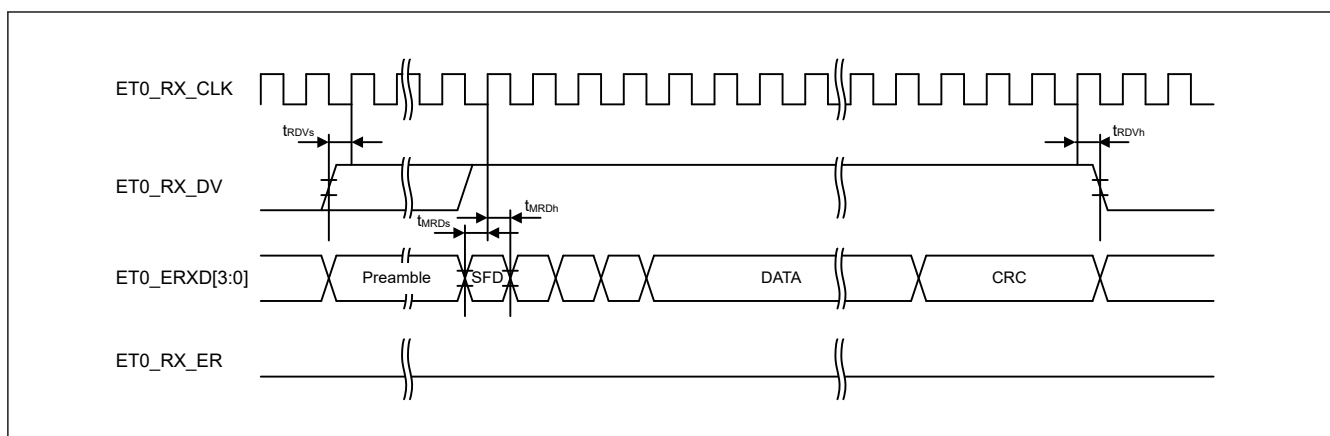 ET0_RX_CLK
tRDVs
tRDVh
ET0_RX_DV
tMRDh
tMRDs
ET0_ERXD[3:0]
Preamble
SFD
DATA
CRC
ET0_RX_ER